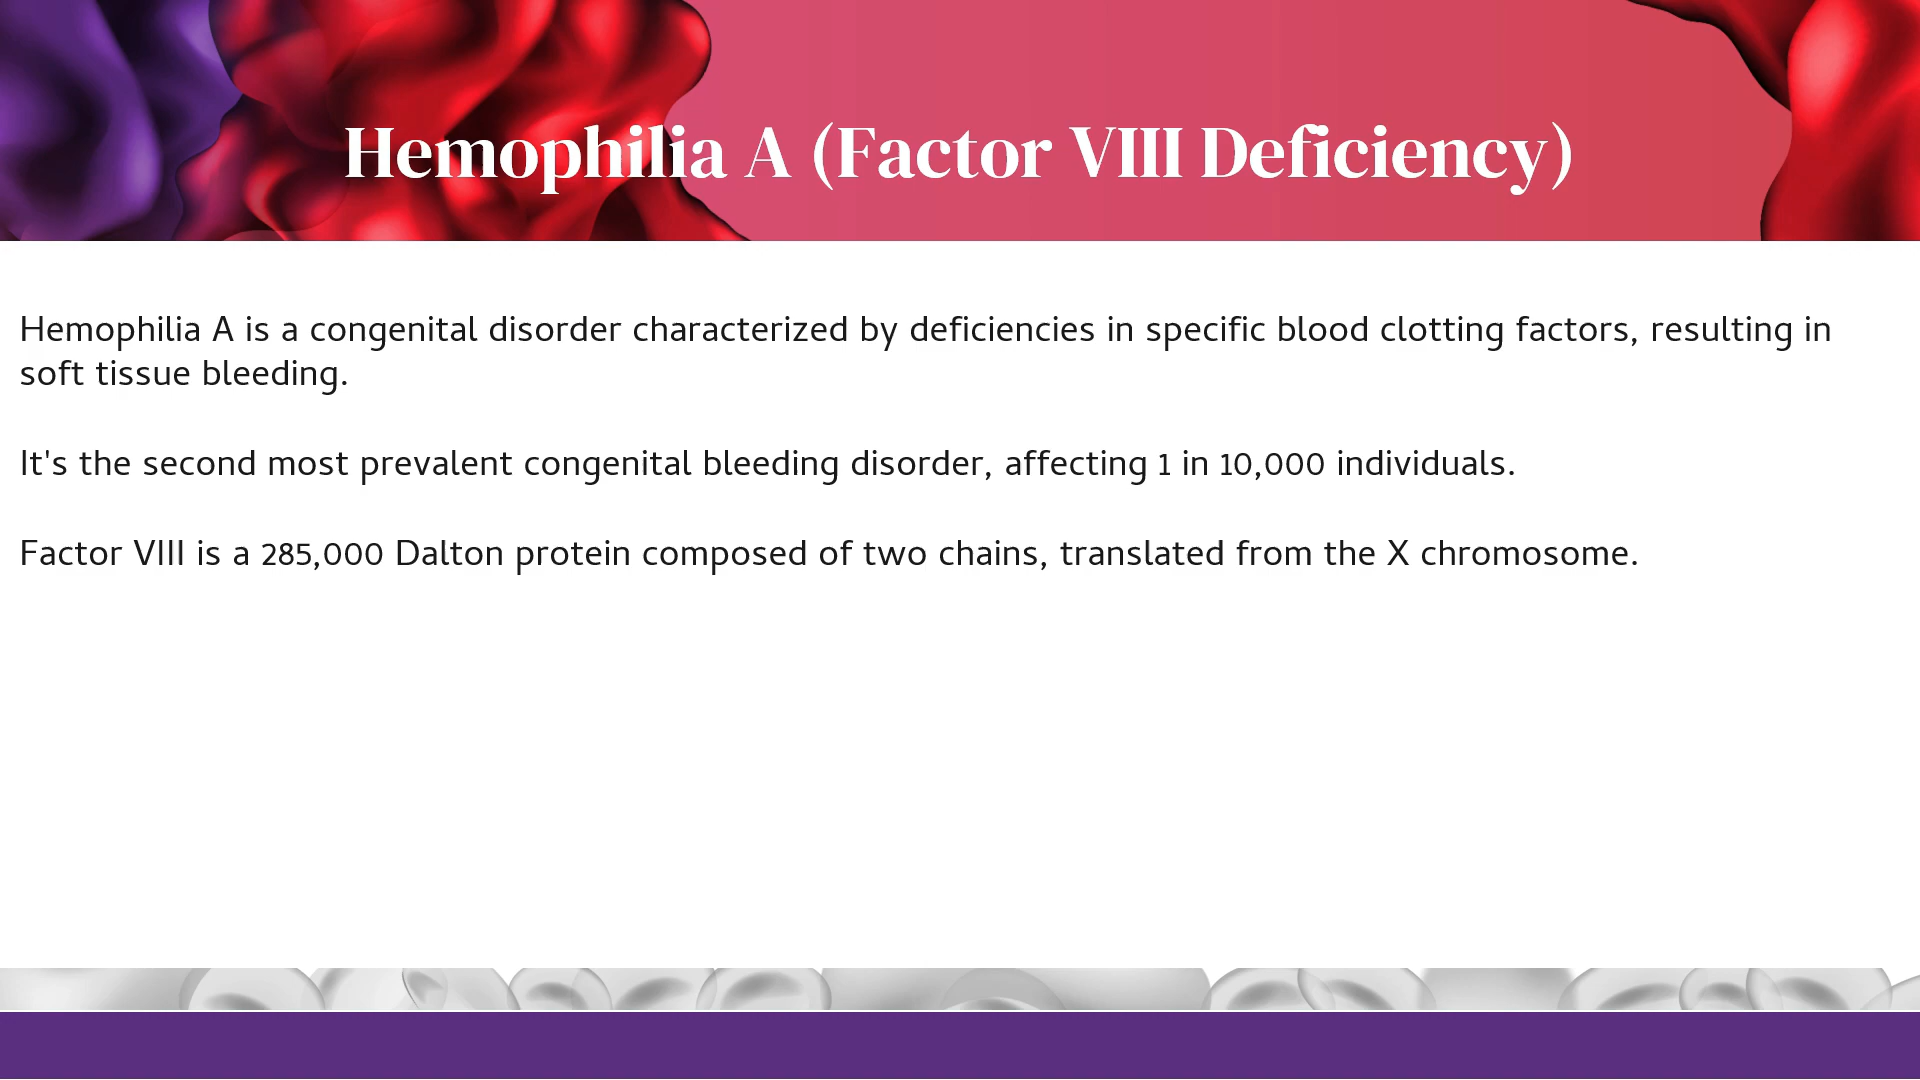 Hemophilia A (Factor VIII Deficiency)
Hemophilia A is a congenital disorder characterized by deficiencies in specific blood clotting factors, resulting in
soft tissue bleeding.
It's the second most prevalent congenital bleeding disorder, affecting 1 in 10,000 individuals.
Factor VIII is a 285,000 Dalton protein composed of two chains, translated from the X chromosome.